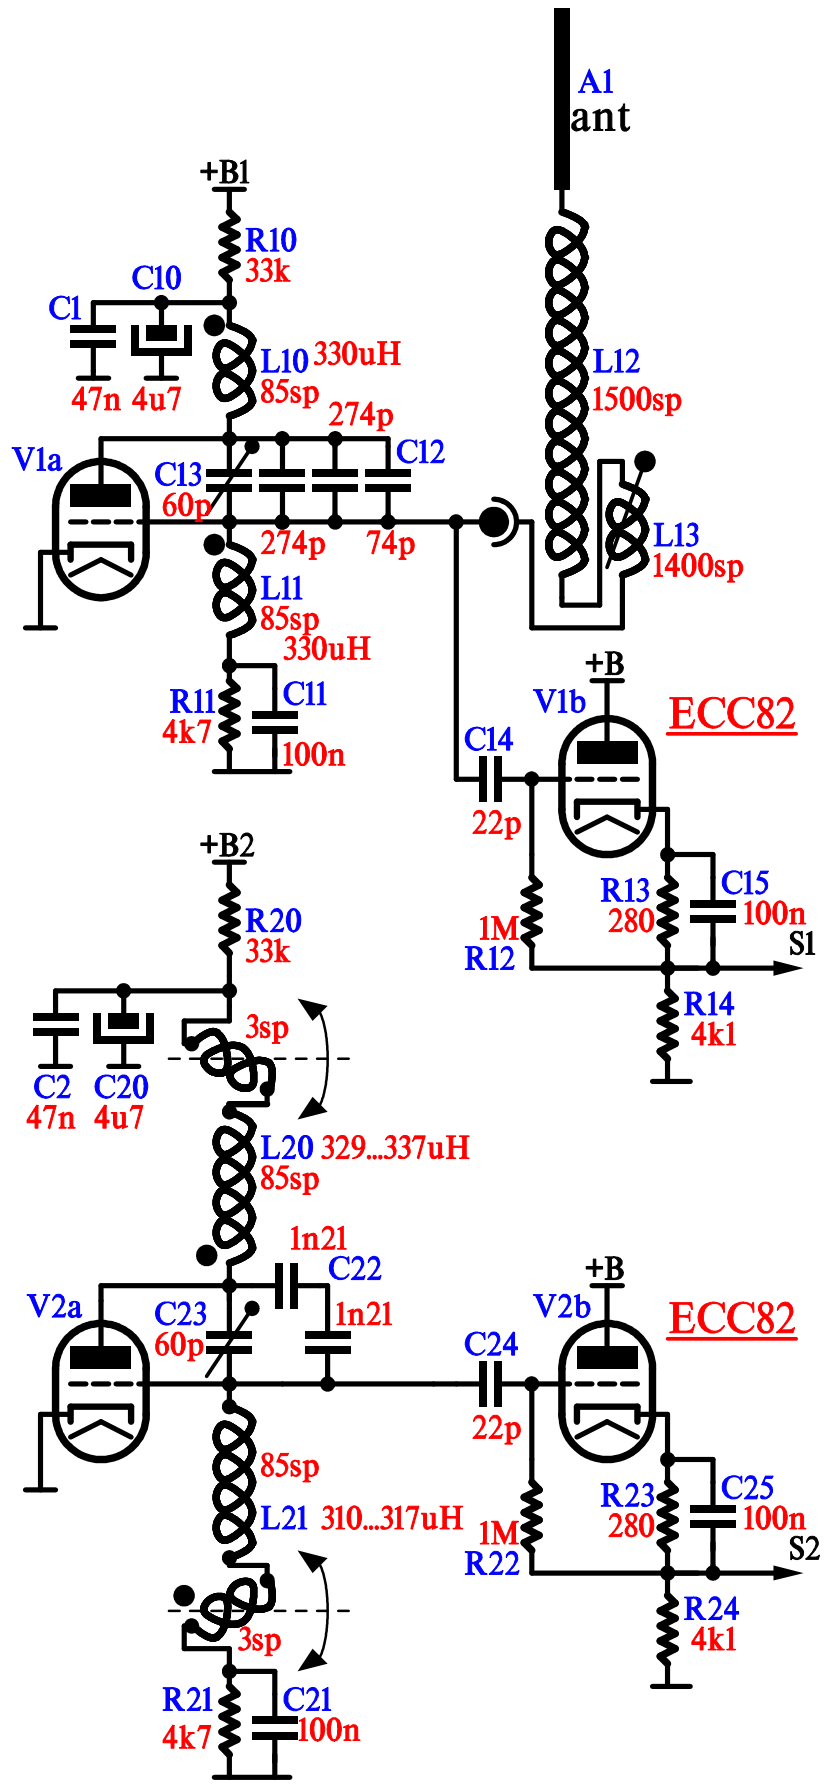 A1
ant
+B1
R10
33k
C10
C1
47n
4u7
L10 330uH
85sp
274p
V1a
C13
60p
C12
274p
74p
L11
85sp
330uH
R11
4k7
C11
100n
L12
1500sp
L13
1400sp
+B
V1b
ECC82
C14
22p
R13
280
C15
100n
1M
R12
S1
R14
4k1
+B2
R20
33k
3sp
C2
47n
C20
4u7
L20 329...337uH
85sp
1n21
C22
V2a
C23
60p
1n21
+B
V2b
ECC82
C24
22p
85sp
L21 310...317uH
R23
280
C25
100n
1M
R22
S2
3sp
R24
4k1
R21
4k7
C21
100n